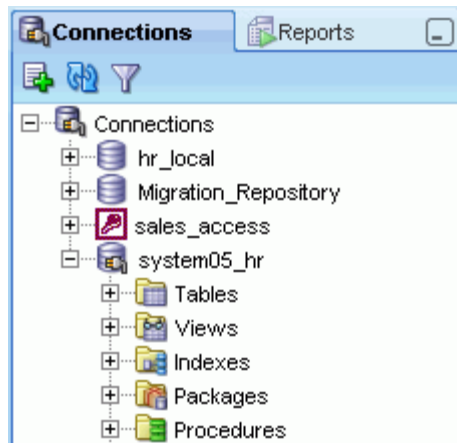 Connections Reports
Connections
hr_local
Migration_Repository
sales_access
system05_hr
Tables
Views
Indexes
Packages
Procedures